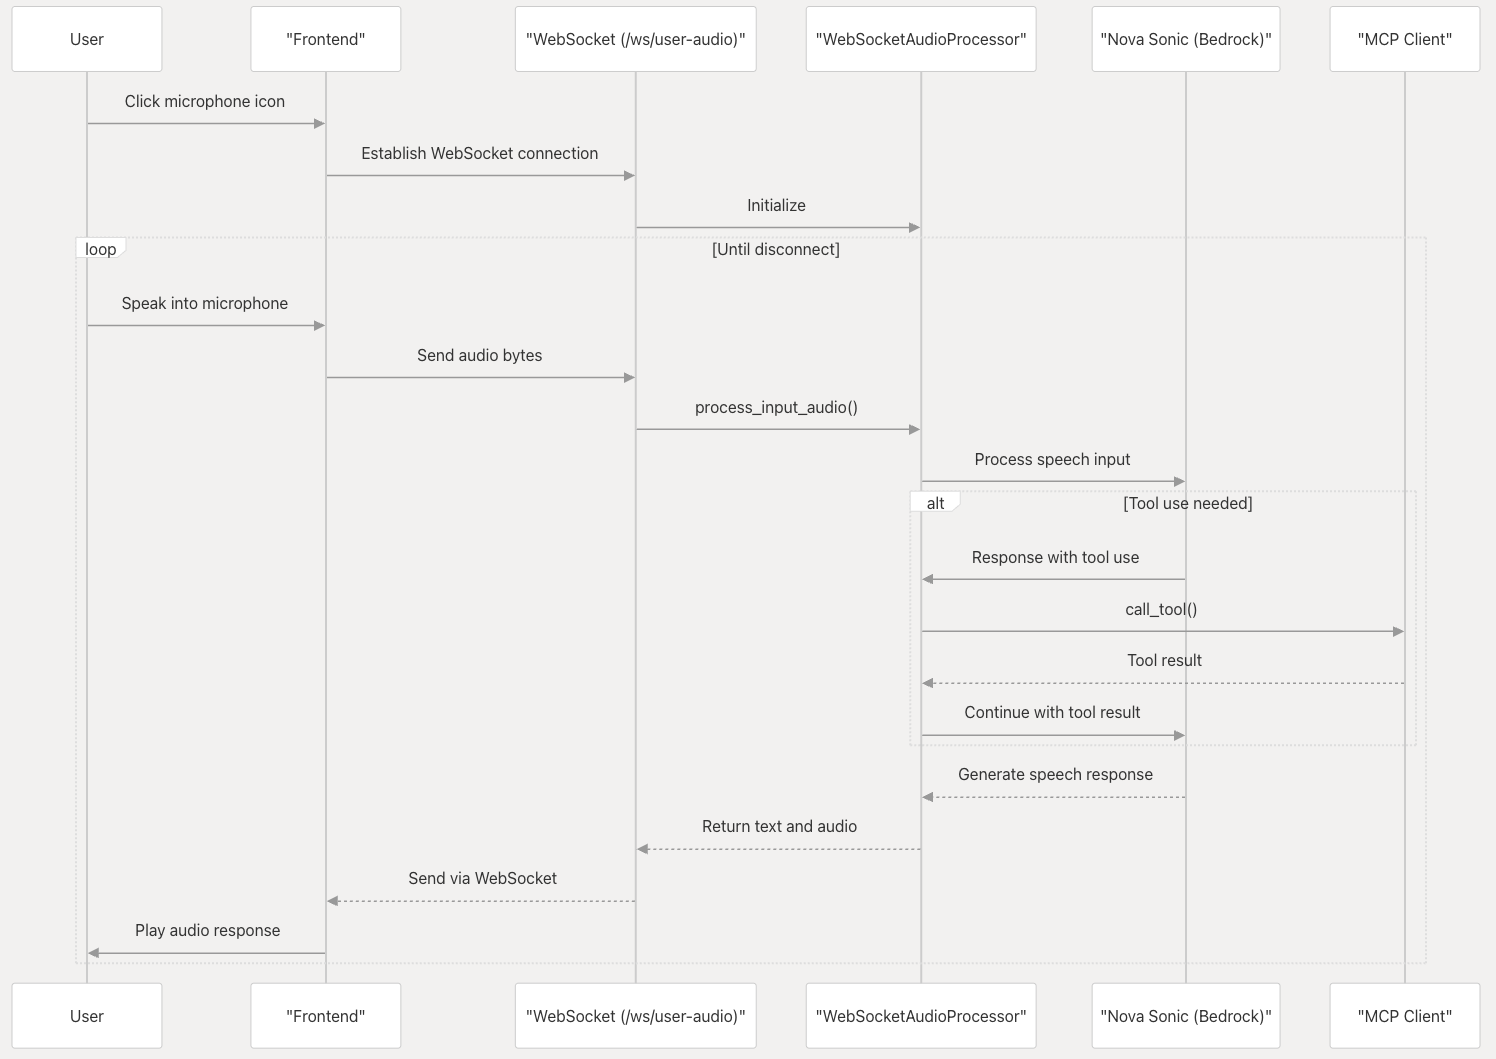 User
"Frontend"
"WebSocket (/ws/user-audio)"
"WebSocketAudioProcessor"
"Nova Sonic (Bedrock)"
"MCP Client"
Click microphone icon
Establish WebSocket connection
Initialize
loop
[Until disconnect]
Speak into microphone
Send audio bytes
process_input_audio()
Process speech input
alt
[Tool use needed]
Response with tool use
call_tool()
Tool result
Continue with tool result
Generate speech response
Return text and audio
Send via WebSocket
Play audio response
User
"Frontend"
"WebSocket (/ws/user-audio)"
"WebSocketAudioProcessor"
"Nova Sonic (Bedrock)"
"MCP Client"